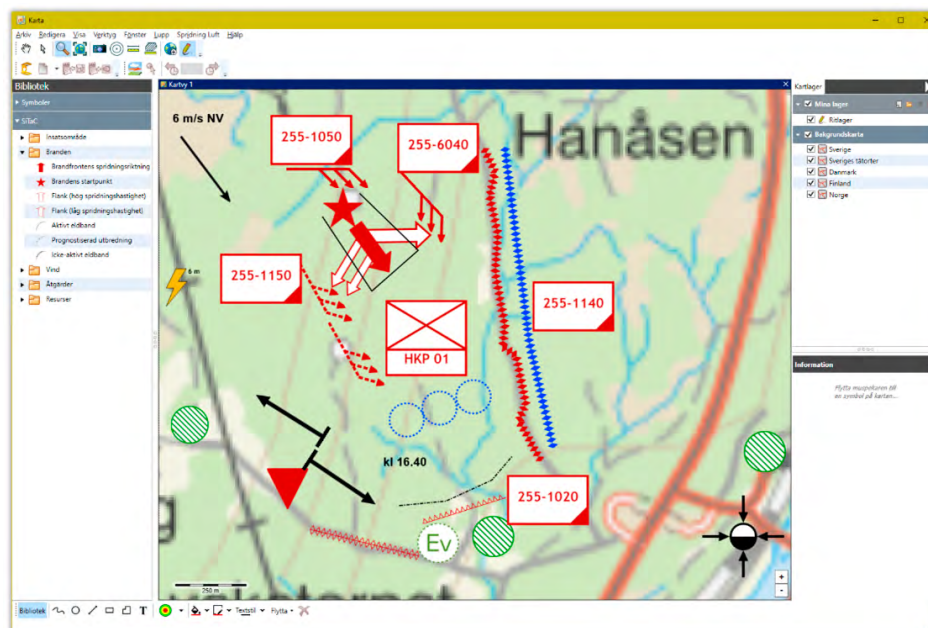 Karta
Arkiv Redigera Visa Verktyg Fönster Lupp Spridning Luft Hjälp
Bibliotek
Symboler
SiTaC
Insatsområde
Branden
Brandfrontens spridningsriktning
Brandens startpunkt
Flank (hög spridningshastighet)
Flank (låg spridningshastighet)
Aktivt eldband
Prognostiserad utbredning
Icke-aktivt eldband
Vind
Åtgärder
Resurser
Kartvy 1
6 m/s NV
255-1050
255-6040
Hanåsen
255-1150
6 m
255-1140
HKP 01
kl 16.40
255-1020
Ev
g
250 m
+
-
Kartlager
Mina lager
Ritlager
Bakgrundskarta
Sverige
Sveriges tätorter
Danmark
Finland
Norge
Information
Flytta muspekaren till
en symbol på kartan...
Bibliotek T Textstil Flytta